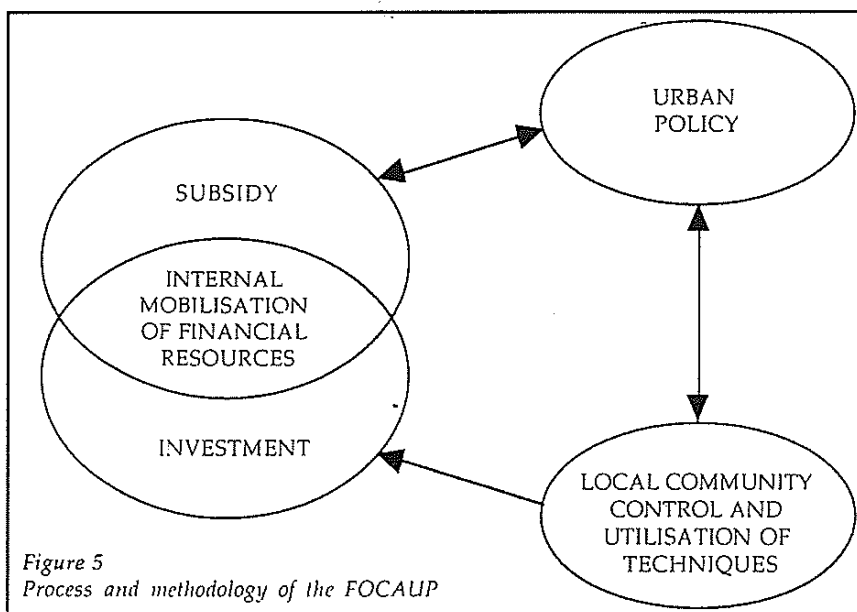 URBAN
POLICY
SUBSIDY
INTERNAL
MOBILISATION
OF FINANCIAL
RESOURCES
INVESTMENT
LOCAL COMMUNITY
CONTROL AND
UTILISATION OF
TECHNIQUES
Figure 5
Process and methodology of the FOCAUP